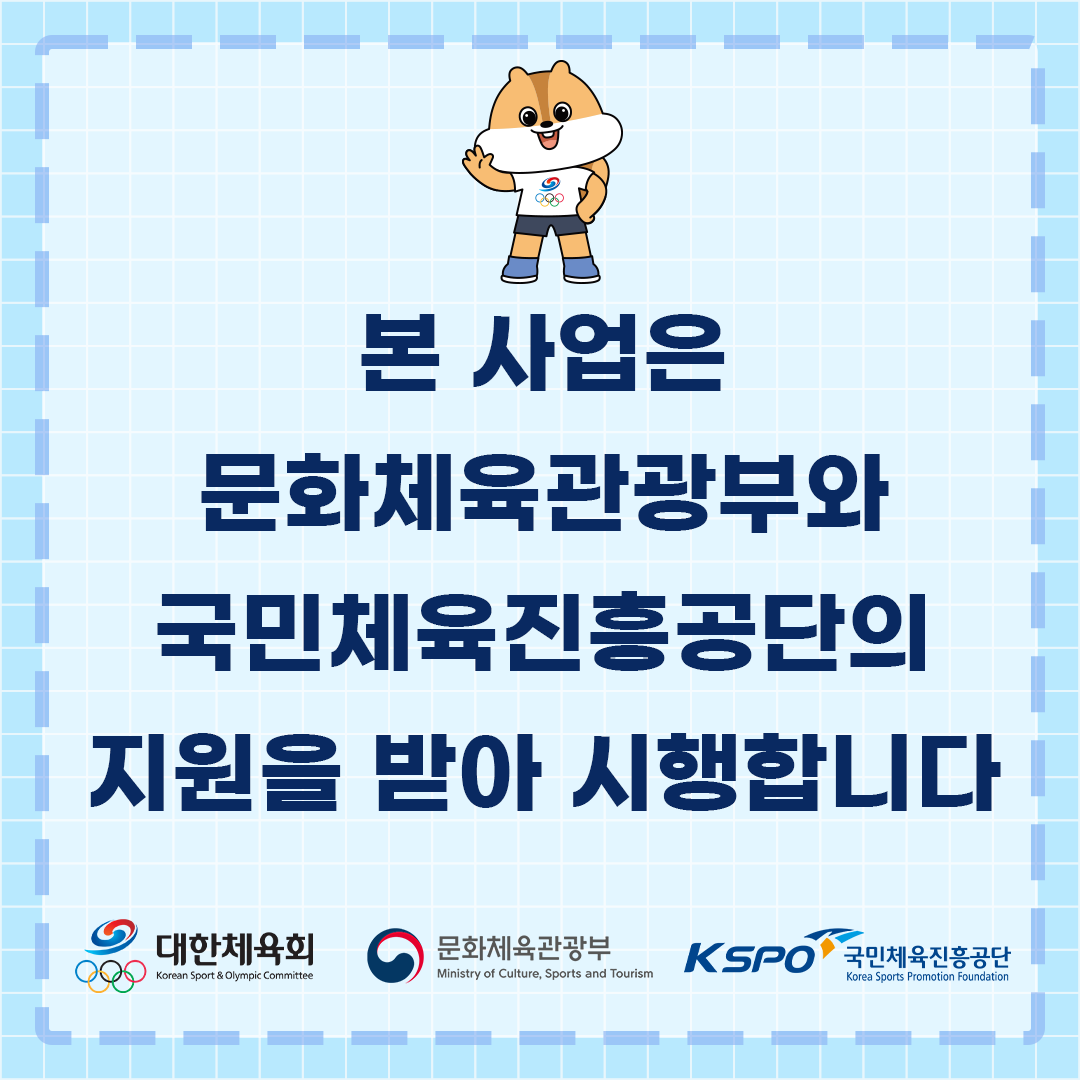 본 사업은
문화체육관광부와
국민체육진흥공단의
지원을 받아 시행합니다
대한체육회
Korean Sport & Olympic Committee
문화체육관광부
Ministry of Culture, Sports and Tourism
KSPO 국민체육진흥공단
Korea Sports Promotion Foundation